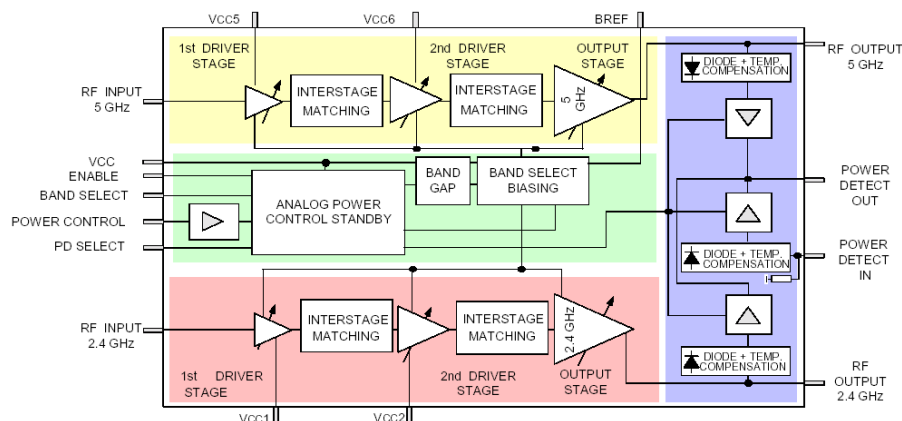 VCC5
VCC6
BREF
1st DRIVER
STAGE
2nd DRIVER
STAGE
OUTPUT
STAGE
RF INPUT
5 GHz
INTERSTAGE
MATCHING
INTERSTAGE
MATCHING
5
GHz
DIODE + TEMP.
COMPENSATION
RF OUTPUT
5 GHz
VCC
ENABLE
BAND SELECT
POWER CONTROL
PD SELECT
ANALOG POWER
CONTROL STANDBY
BAND
GAP
BAND SELECT
BIASING
POWER
DETECT
OUT
DIODE + TEMP.
COMPENSATION
POWER
DETECT
IN
RF INPUT
2.4 GHz
INTERSTAGE
MATCHING
INTERSTAGE
MATCHING
2.4 GHz
1st DRIVER
STAGE
2nd DRIVER
STAGE
OUTPUT
STAGE
DIODE + TEMP.
COMPENSATION
RF
OUTPUT
2.4 GHz
VCC1
VCC2